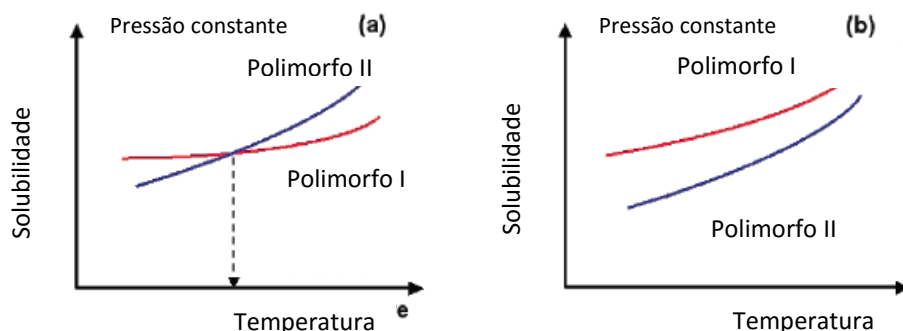 Pressão constante (a)
Polimorfo II
Solubilidade
Polimorfo I
Temperatura e
Pressão constante (b)
Polimorfo I
Solubilidade
Polimorfo II
Temperatura